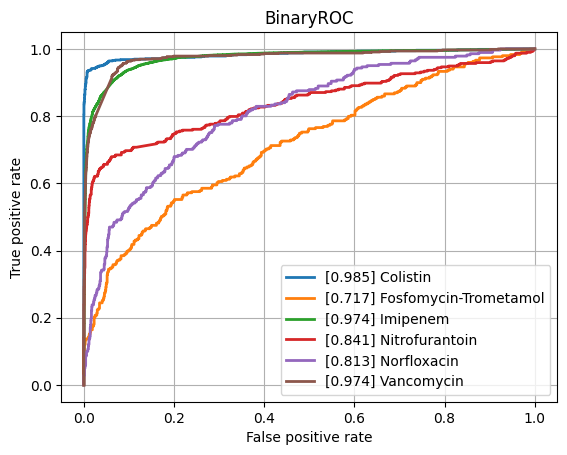 BinaryROC
True positive rate
1.0
0.8
0.6
0.4
0.2
0.0
[0.985] Colistin
[0.717] Fosfomycin-Trometamol
[0.974] Imipenem
[0.841] Nitrofurantoin
[0.813] Norfloxacin
[0.974] Vancomycin
0.0 0.2 0.4 0.6 0.8 1.0
False positive rate